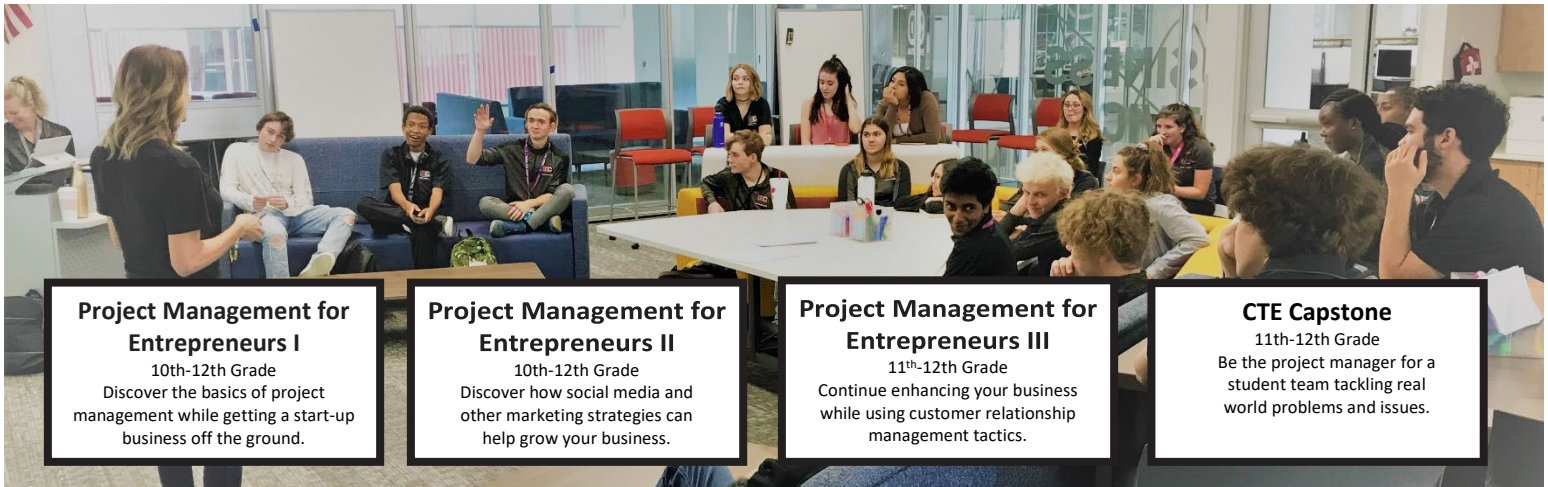 Project Management for
Entrepreneurs I
10th-12th Grade
Discover the basics of project
management while getting a start-up
business off the ground.
Project Management for
Entrepreneurs II
10th-12th Grade
Discover how social media and
other marketing strategies can
help grow your business.
Project Management for
Entrepreneurs III
11th-12th Grade
Continue enhancing your business
while using customer relationship
management tactics.
CTE Capstone
11th-12th Grade
Be the project manager for a
student team tackling real
world problems and issues.